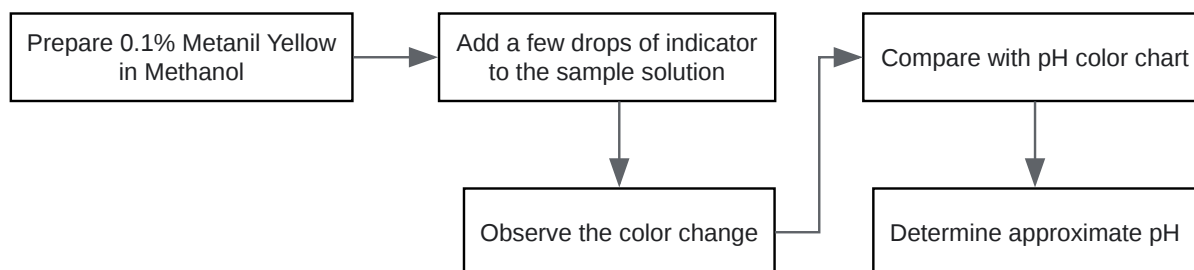 Prepare 0.1% Metanil Yellow
in Methanol
Add a few drops of indicator
to the sample solution
Observe the color change
Compare with pH color chart
Determine approximate pH